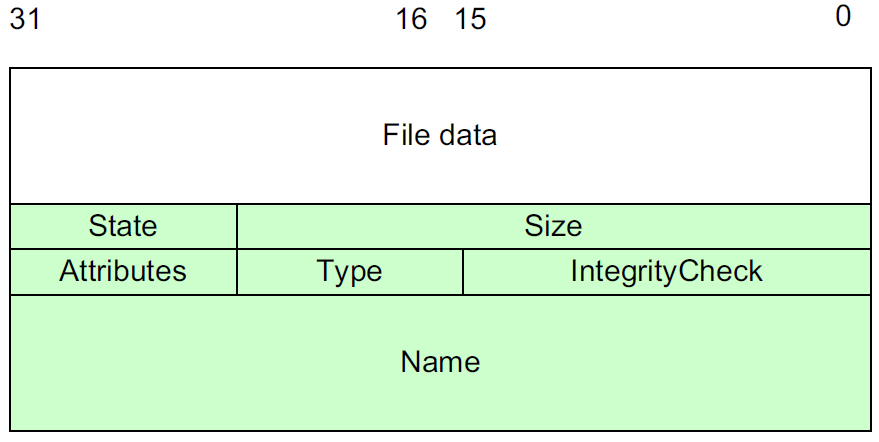 31 16 15 0
File data
State Size
Attributes Type IntegrityCheck
Name